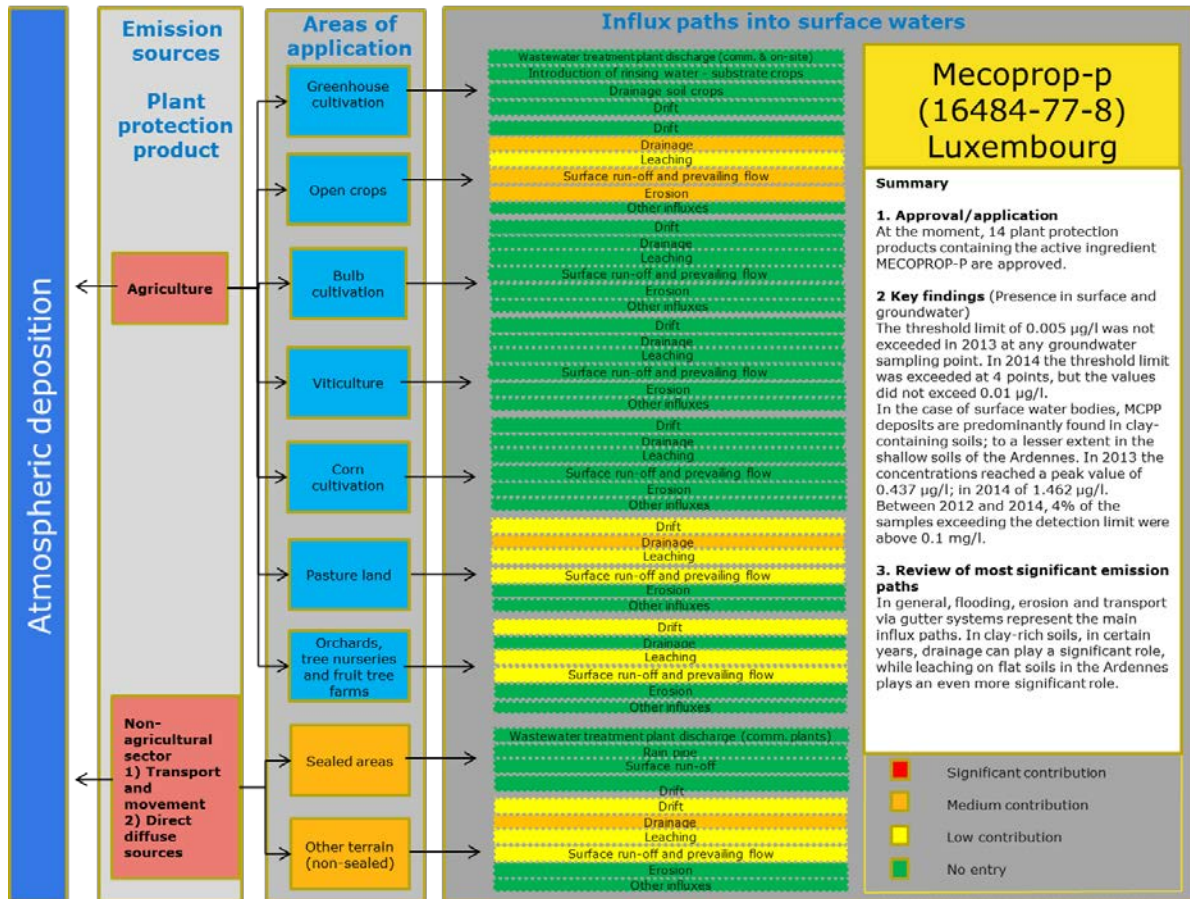 Atmospheric deposition
Emission
sources
Plant
protection
product
Agriculture
Non-
agricultural
sector
1) Transport
and
movement
2) Direct
diffuse
sources
Areas of
application
Greenhouse
cultivation
Open crops
Bulb
cultivation
Viticulture
Corn
cultivation
Pasture land
Orchards,
tree nurseries
and fruit tree
farms
Sealed areas
Other terrain
(non-sealed)
Influx paths into surface waters
Wastewater treatment plant discharge (comm. & on-site)
Introduction of rinsing water - substrate crops
Drainage soil crops
Drift
Drift
Drainage
Leaching
Surface run-off and prevailing flow
Erosion
Other influxes
Drift
Drainage
Leaching
Surface run-off and prevailing flow
Erosion
Other influxes
Drift
Drainage
Leaching
Surface run-off and prevailing flow
Erosion
Other influxes
Drift
Drainage
Leaching
Surface run-off and prevailing flow
Erosion
Other influxes
Drift
Drainage
Leaching
Surface run-off and prevailing flow
Erosion
Other influxes
Drift
Drainage
Leaching
Surface run-off and prevailing flow
Erosion
Other influxes
Wastewater treatment plant discharge (comm. plants)
Rain pipe
Surface run-off
Drift
Drift
Drainage
Leaching
Surface run-off and prevailing flow
Erosion
Other influxes
Mecoprop-p
(16484-77-8)
Luxembourg
Summary
1. Approval/application
At the moment, 14 plant protection
products containing the active ingredient
MECOPROP-P are approved.
2 Key findings (Presence in surface and
groundwater)
The threshold limit of 0.005 µg/l was not
exceeded in 2013 at any groundwater
sampling point. In 2014 the threshold limit
was exceeded at 4 points, but the values
did not exceed 0.01 µg/l.
In the case of surface water bodies, MCPP
deposits are predominantly found in clay-
containing soils; to a lesser extent in the
shallow soils of the Ardennes. In 2013 the
concentrations reached a peak value of
0.437 µg/l; in 2014 of 1.462 µg/l.
Between 2012 and 2014, 4% of the
samples exceeding the detection limit were
above 0.1 mg/l.
3. Review of most significant emission
paths
In general, flooding, erosion and transport
via gutter systems represent the main
influx paths. In clay-rich soils, in certain
years, drainage can play a significant role,
while leaching on flat soils in the Ardennes
plays an even more significant role.
Significant contribution
Medium contribution
Low contribution
No entry